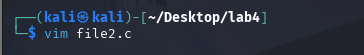 ┌──(kali㉿kali)-[~/Desktop/lab4]
└─$ vim file2.c